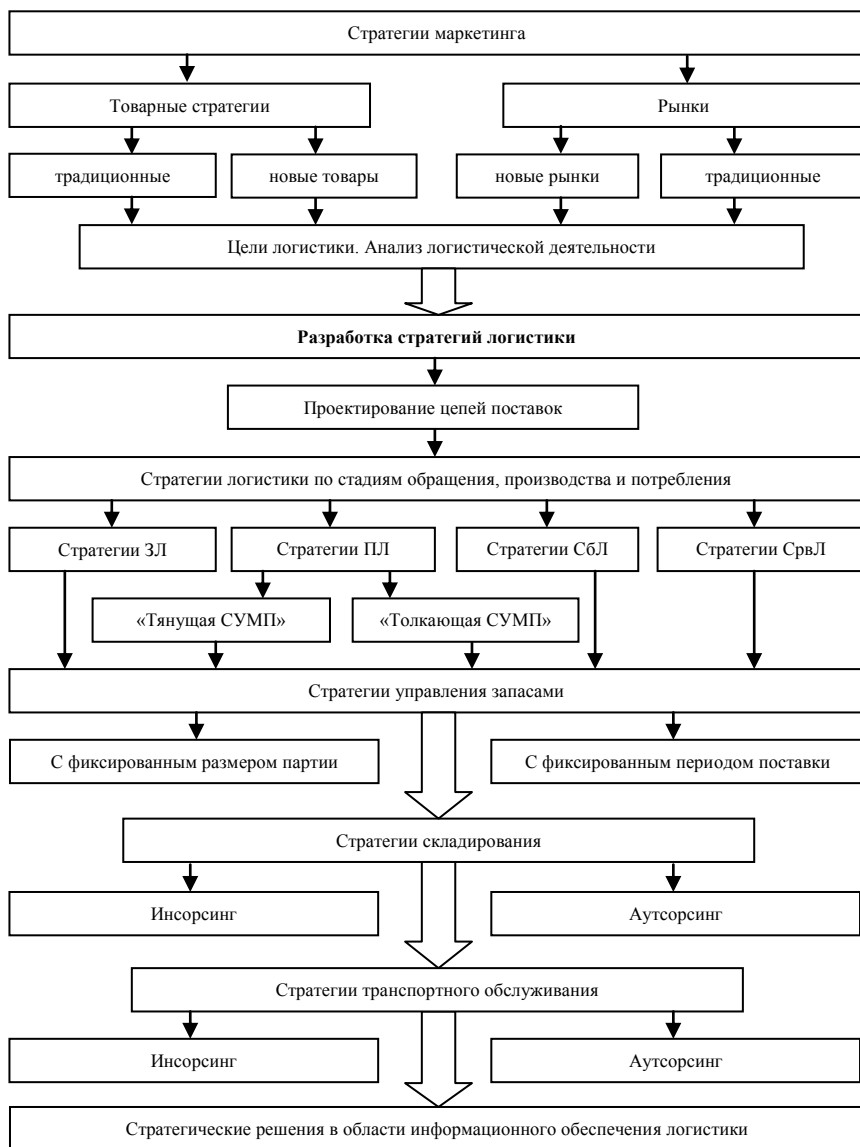 Стратегии маркетинга
Товарные стратегии
Рынки
традиционные
новые товары
новые рынки
традиционные
Цели логистики. Анализ логистической деятельности
Разработка стратегий логистики
Проектирование цепей поставок
Стратегии логистики по стадиям обращения, производства и потребления
Стратегии ЗЛ
Стратегии ПЛ
Стратегии СбЛ
Стратегии СрвЛ
«Тянущая СУМП»
«Толкающая СУМП»
Стратегии управления запасами
С фиксированным размером партии
С фиксированным периодом поставки
Стратегии складирования
Инсорсинг
Аутсорсинг
Стратегии транспортного обслуживания
Инсорсинг
Аутсорсинг
Стратегические решения в области информационного обеспечения логистики